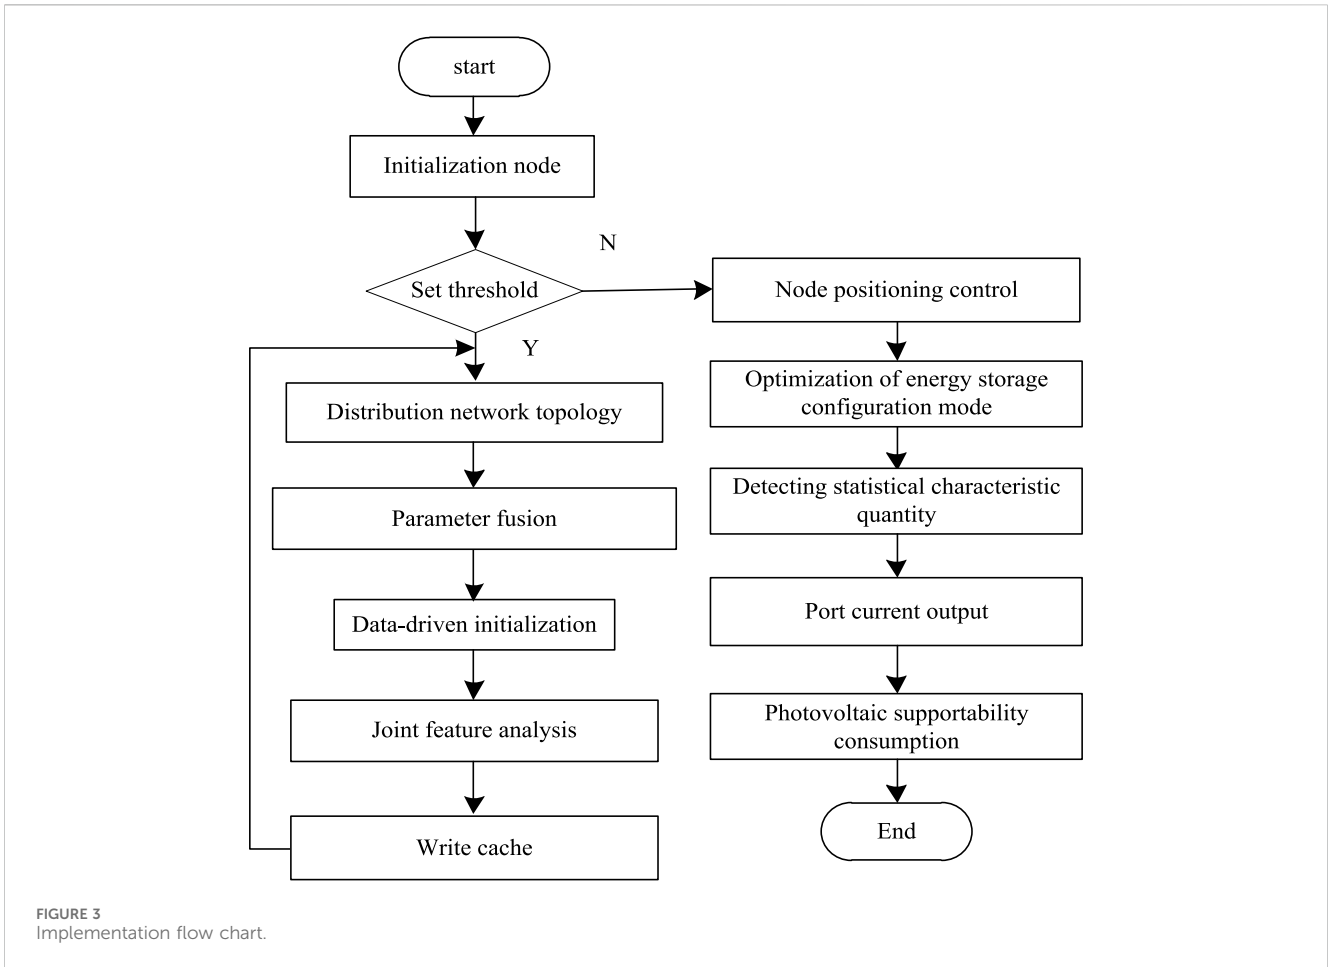 start
Initialization node
Set threshold
N
Y
Distribution network topology
Parameter fusion
Data-driven initialization
Joint feature analysis
Write cache
Node positioning control
Optimization of energy storage
configuration mode
Detecting statistical characteristic
quantity
Port current output
Photovoltaic supportability
consumption
End
FIGURE 3
Implementation flow chart.